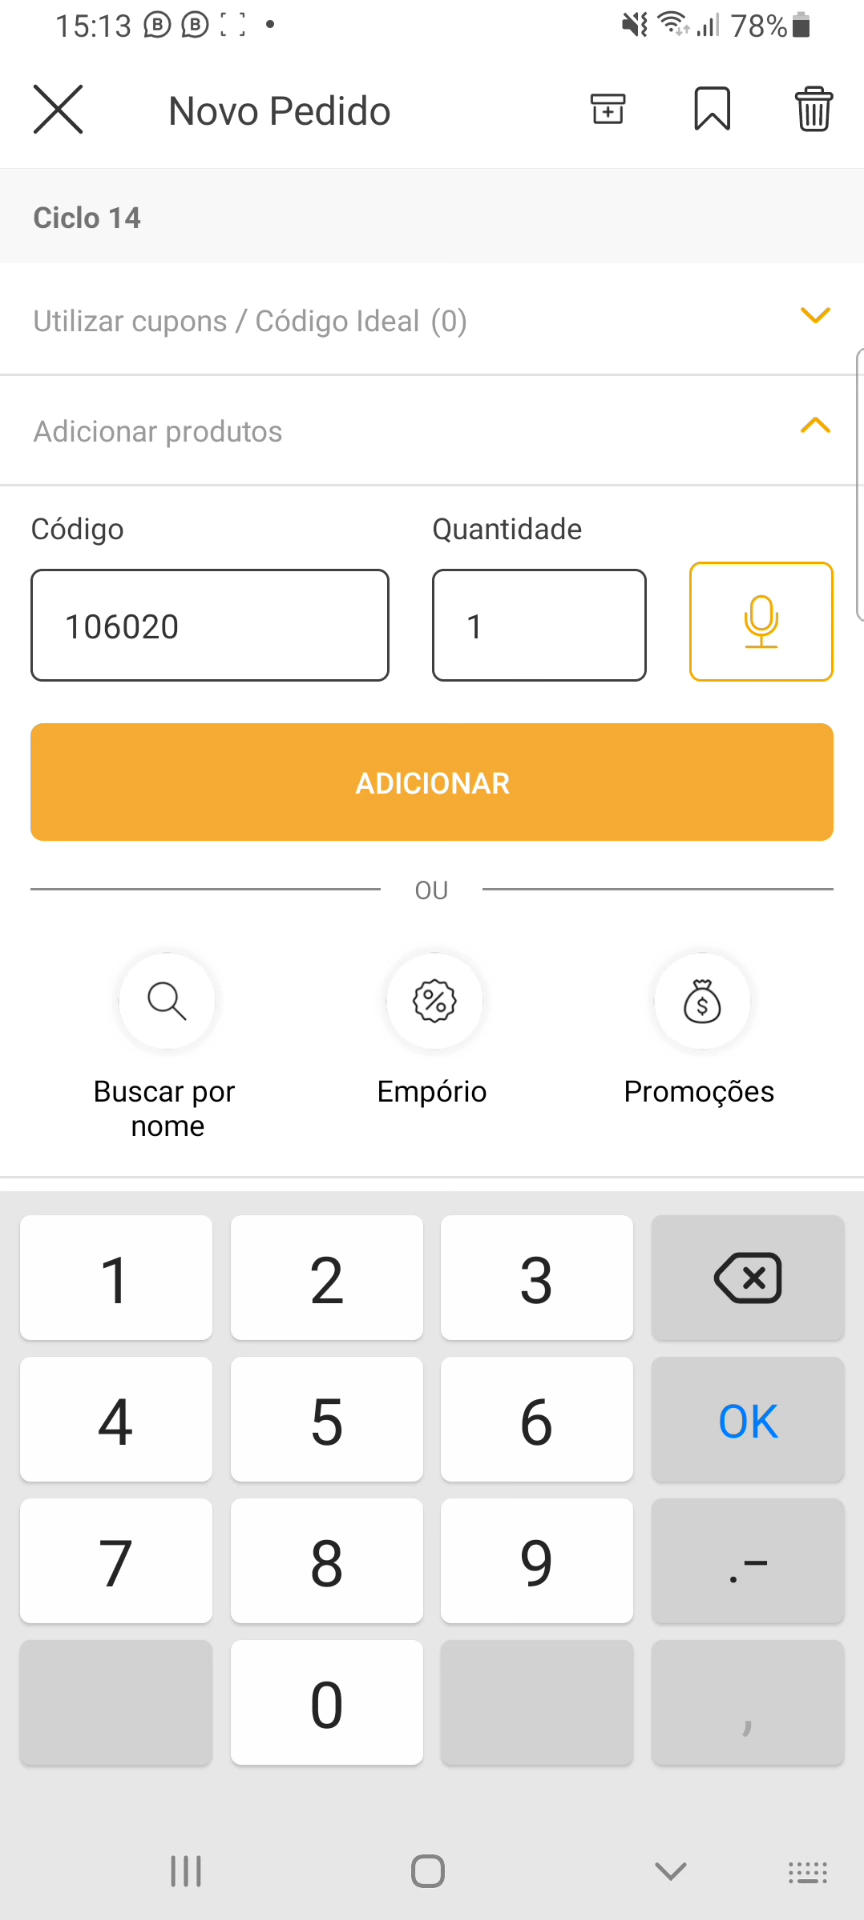 15:13 78%
Novo Pedido
Ciclo 14
Utilizar cupons / Código Ideal (0)
Adicionar produtos
Código Quantidade
106020 1
ADICIONAR
OU
Buscar por nome Empório Promoções
1 2 3
4 5 6 OK
7 8 9 .-
0 ,